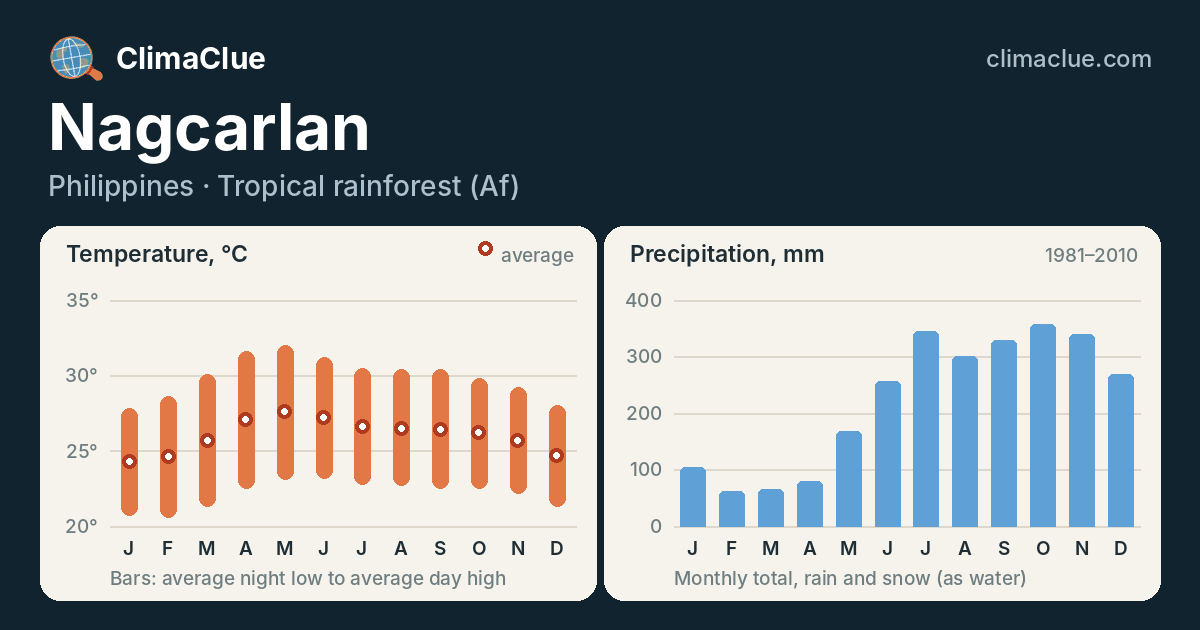 ClimaClue
climaclue.com
Nagcarlan
Philippines · Tropical rainforest (Af)
Temperature, °C
average
35°
30°
25°
20°
J F M A M J J A S O N D
Bars: average night low to average day high
Precipitation, mm
1981–2010
400
300
200
100
0
J F M A M J J A S O N D
Monthly total, rain and snow (as water)